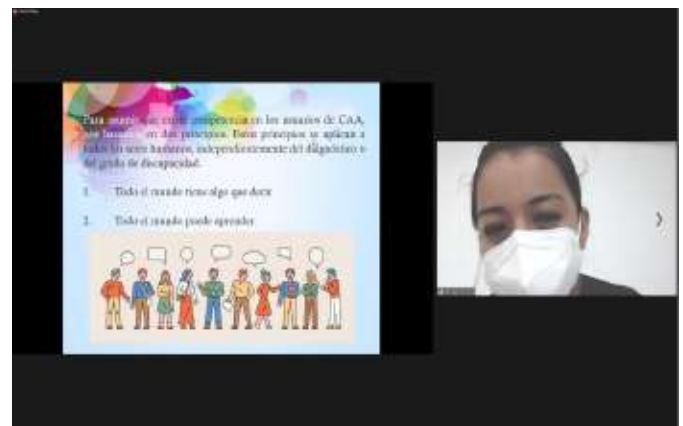 Para asumir que existe competencia en los usuarios de CAA,
nos basamos en dos principios. Estos principios se aplican a
todos los seres humanos, independientemente del diagnóstico o
del grado de discapacidad.
1. Todo el mundo tiene algo que decir
2. Todo el mundo puede aprender